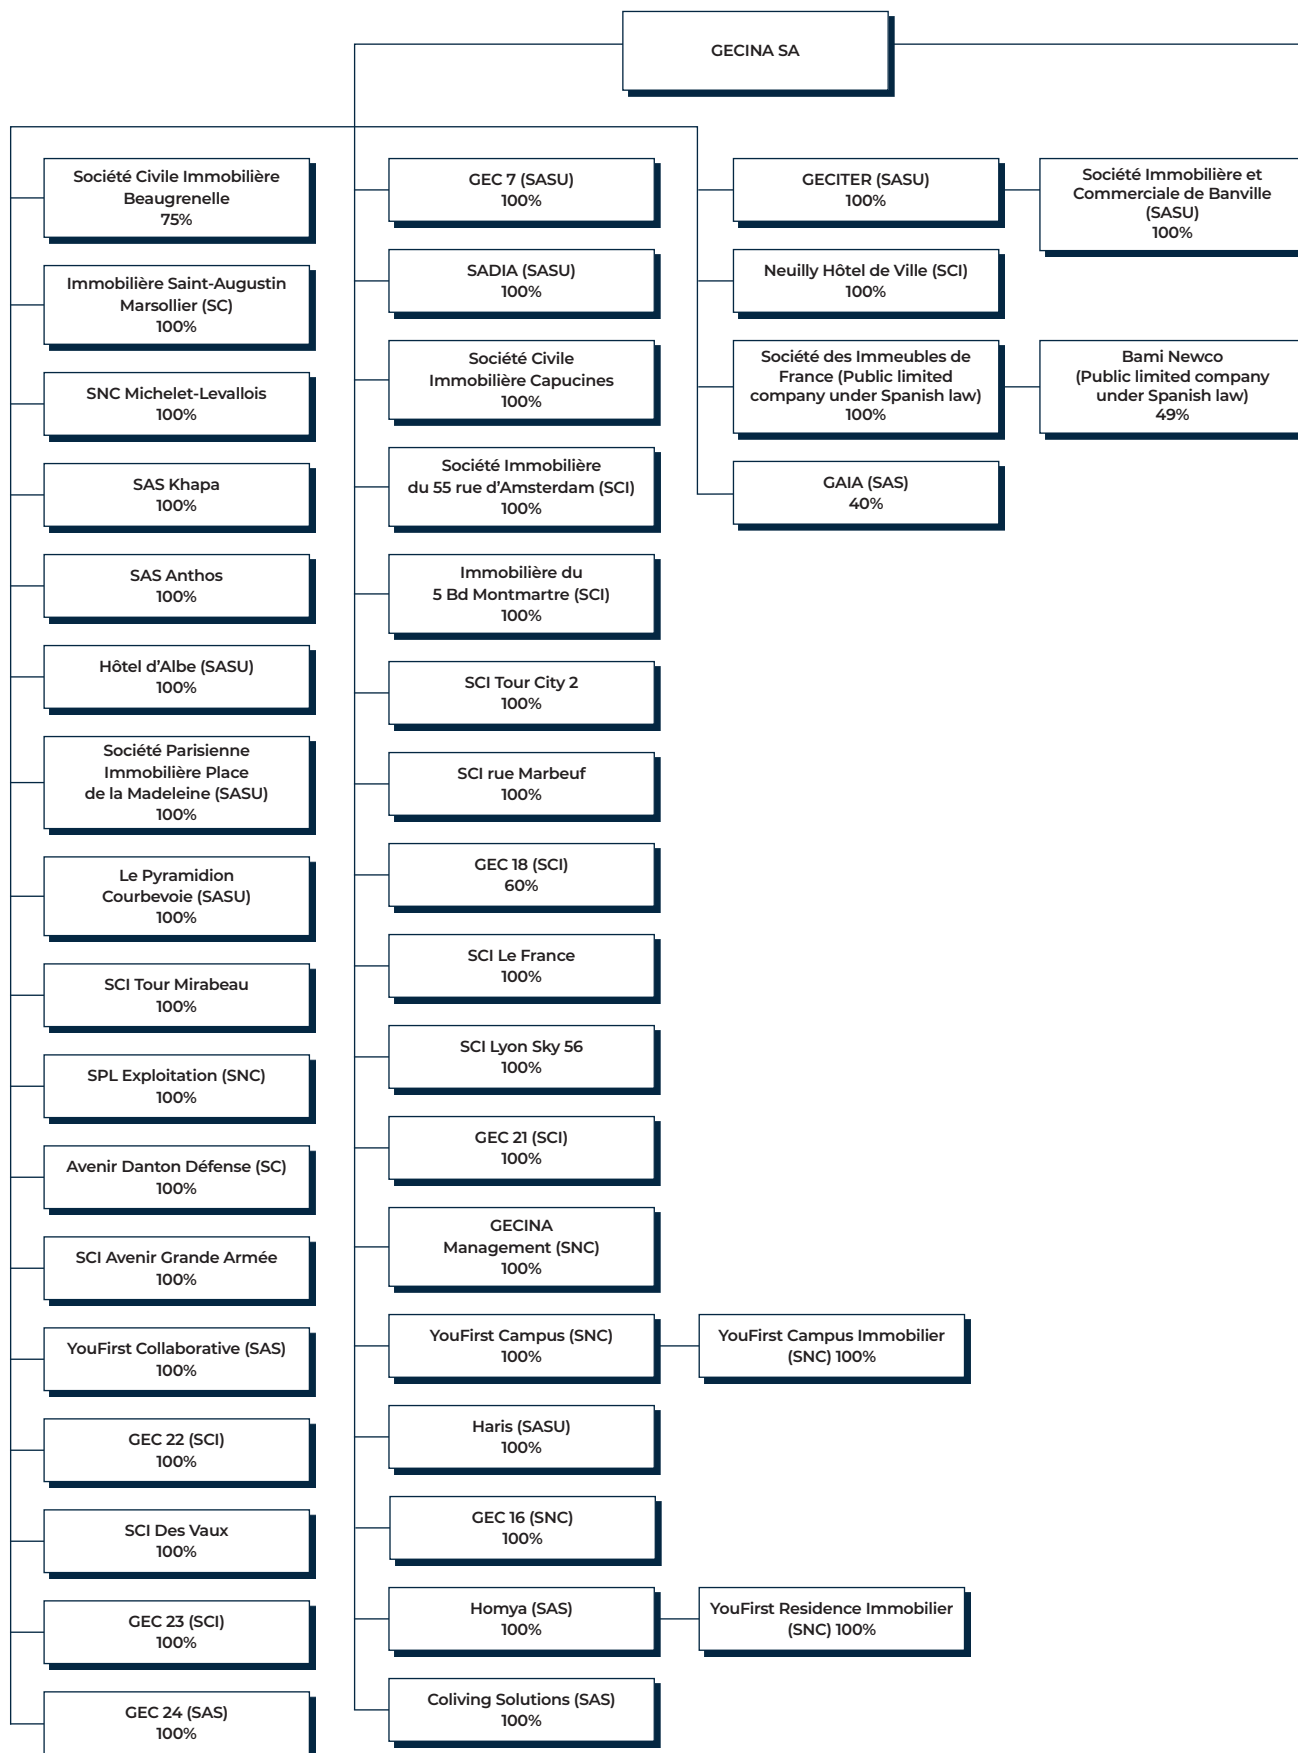 GECINA SA
Société Civile Immobilière
Beaugrenelle
75%
Immobilière Saint-Augustin
Marsollier (SC)
100%
SNC Michelet-Levallois
100%
SAS Khapa
100%
SAS Anthos
100%
Hôtel d'Albe (SASU)
100%
Société Parisienne
Immobilière Place
de la Madeleine (SASU)
100%
Le Pyramidion
Courbevoie (SASU)
100%
SCI Tour Mirabeau
100%
SPL Exploitation (SNC)
100%
Avenir Danton Défense (SC)
100%
SCI Avenir Grande Armée
100%
YouFirst Collaborative (SAS)
100%
GEC 22 (SCI)
100%
SCI Des Vaux
100%
GEC 23 (SCI)
100%
GEC 24 (SAS)
100%
GEC 7 (SASU)
100%
SADIA (SASU)
100%
Société Civile
Immobilière Capucines
100%
Société Immobilière
du 55 rue d'Amsterdam (SCI)
100%
Immobilière du
5 Bd Montmartre (SCI)
100%
SCI Tour City 2
100%
SCI rue Marbeuf
100%
GEC 18 (SCI)
60%
SCI Le France
100%
SCI Lyon Sky 56
100%
GEC 21 (SCI)
100%
GECINA
Management (SNC)
100%
YouFirst Campus (SNC)
100%
YouFirst Campus Immobilier
(SNC) 100%
Haris (SASU)
100%
GEC 16 (SNC)
100%
Homya (SAS)
100%
YouFirst Residence Immobilier
(SNC) 100%
Coliving Solutions (SAS)
100%
GECITER (SASU)
100%
Société Immobilière et
Commerciale de Banville
(SASU)
100%
Neuilly Hôtel de Ville (SCI)
100%
Société des Immeubles de
France (Public limited
company under Spanish law)
100%
Bami Newco
(Public limited company
under Spanish law)
49%
GAIA (SAS)
40%